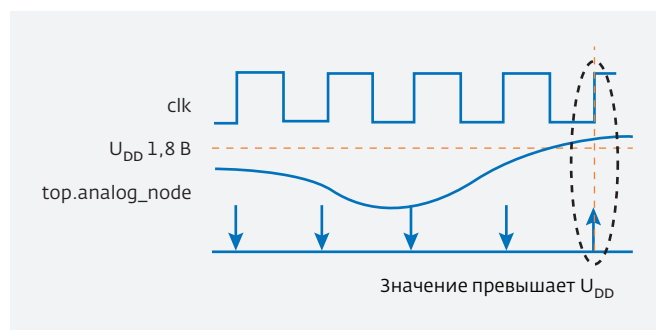 clk
U_DD 1,8 В
top.analog_node
Значение превышает U_DD